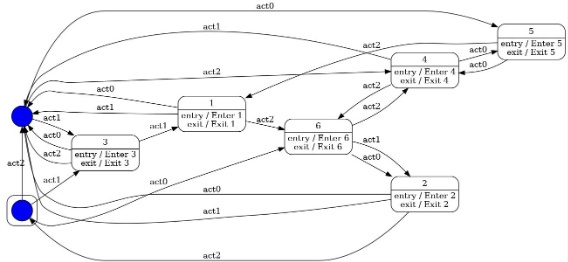 act0
5
entry / Enter 5
exit / Exit 5
act1
act2
act0
4
entry / Enter 4
exit / Exit 4
act0
act2
act0
act2
1
entry / Enter 1
exit / Exit 1
act2
act1
act1
act2
6
entry / Enter 6
exit / Exit 6
act0
act1
3
entry / Enter 3
exit / Exit 3
act1
act2
act0
act2
act1
act0
2
entry / Enter 2
exit / Exit 2
act0
act1
act2